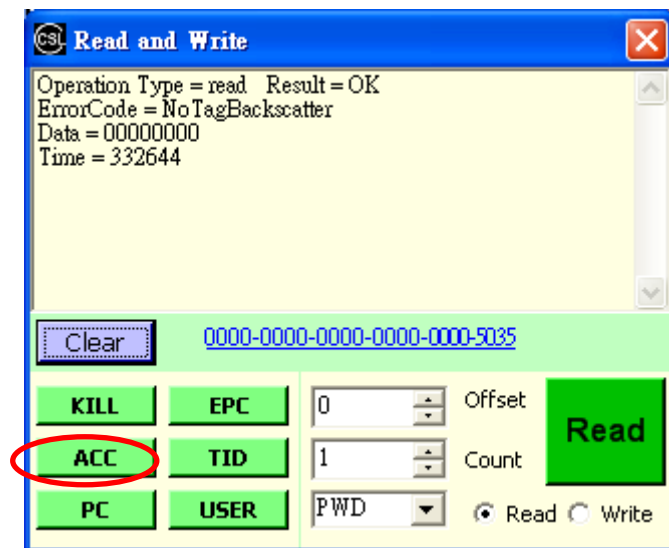 CSL Read and Write
Operation Type = read Result = OK
ErrorCode = NoTagBackscatter
Data = 00000000
Time = 332644
Clear 0000-0000-0000-0000-0000-5035
KILL EPC 0 Offset Read
ACC TID 1 Count
PC USER PWD Read Write